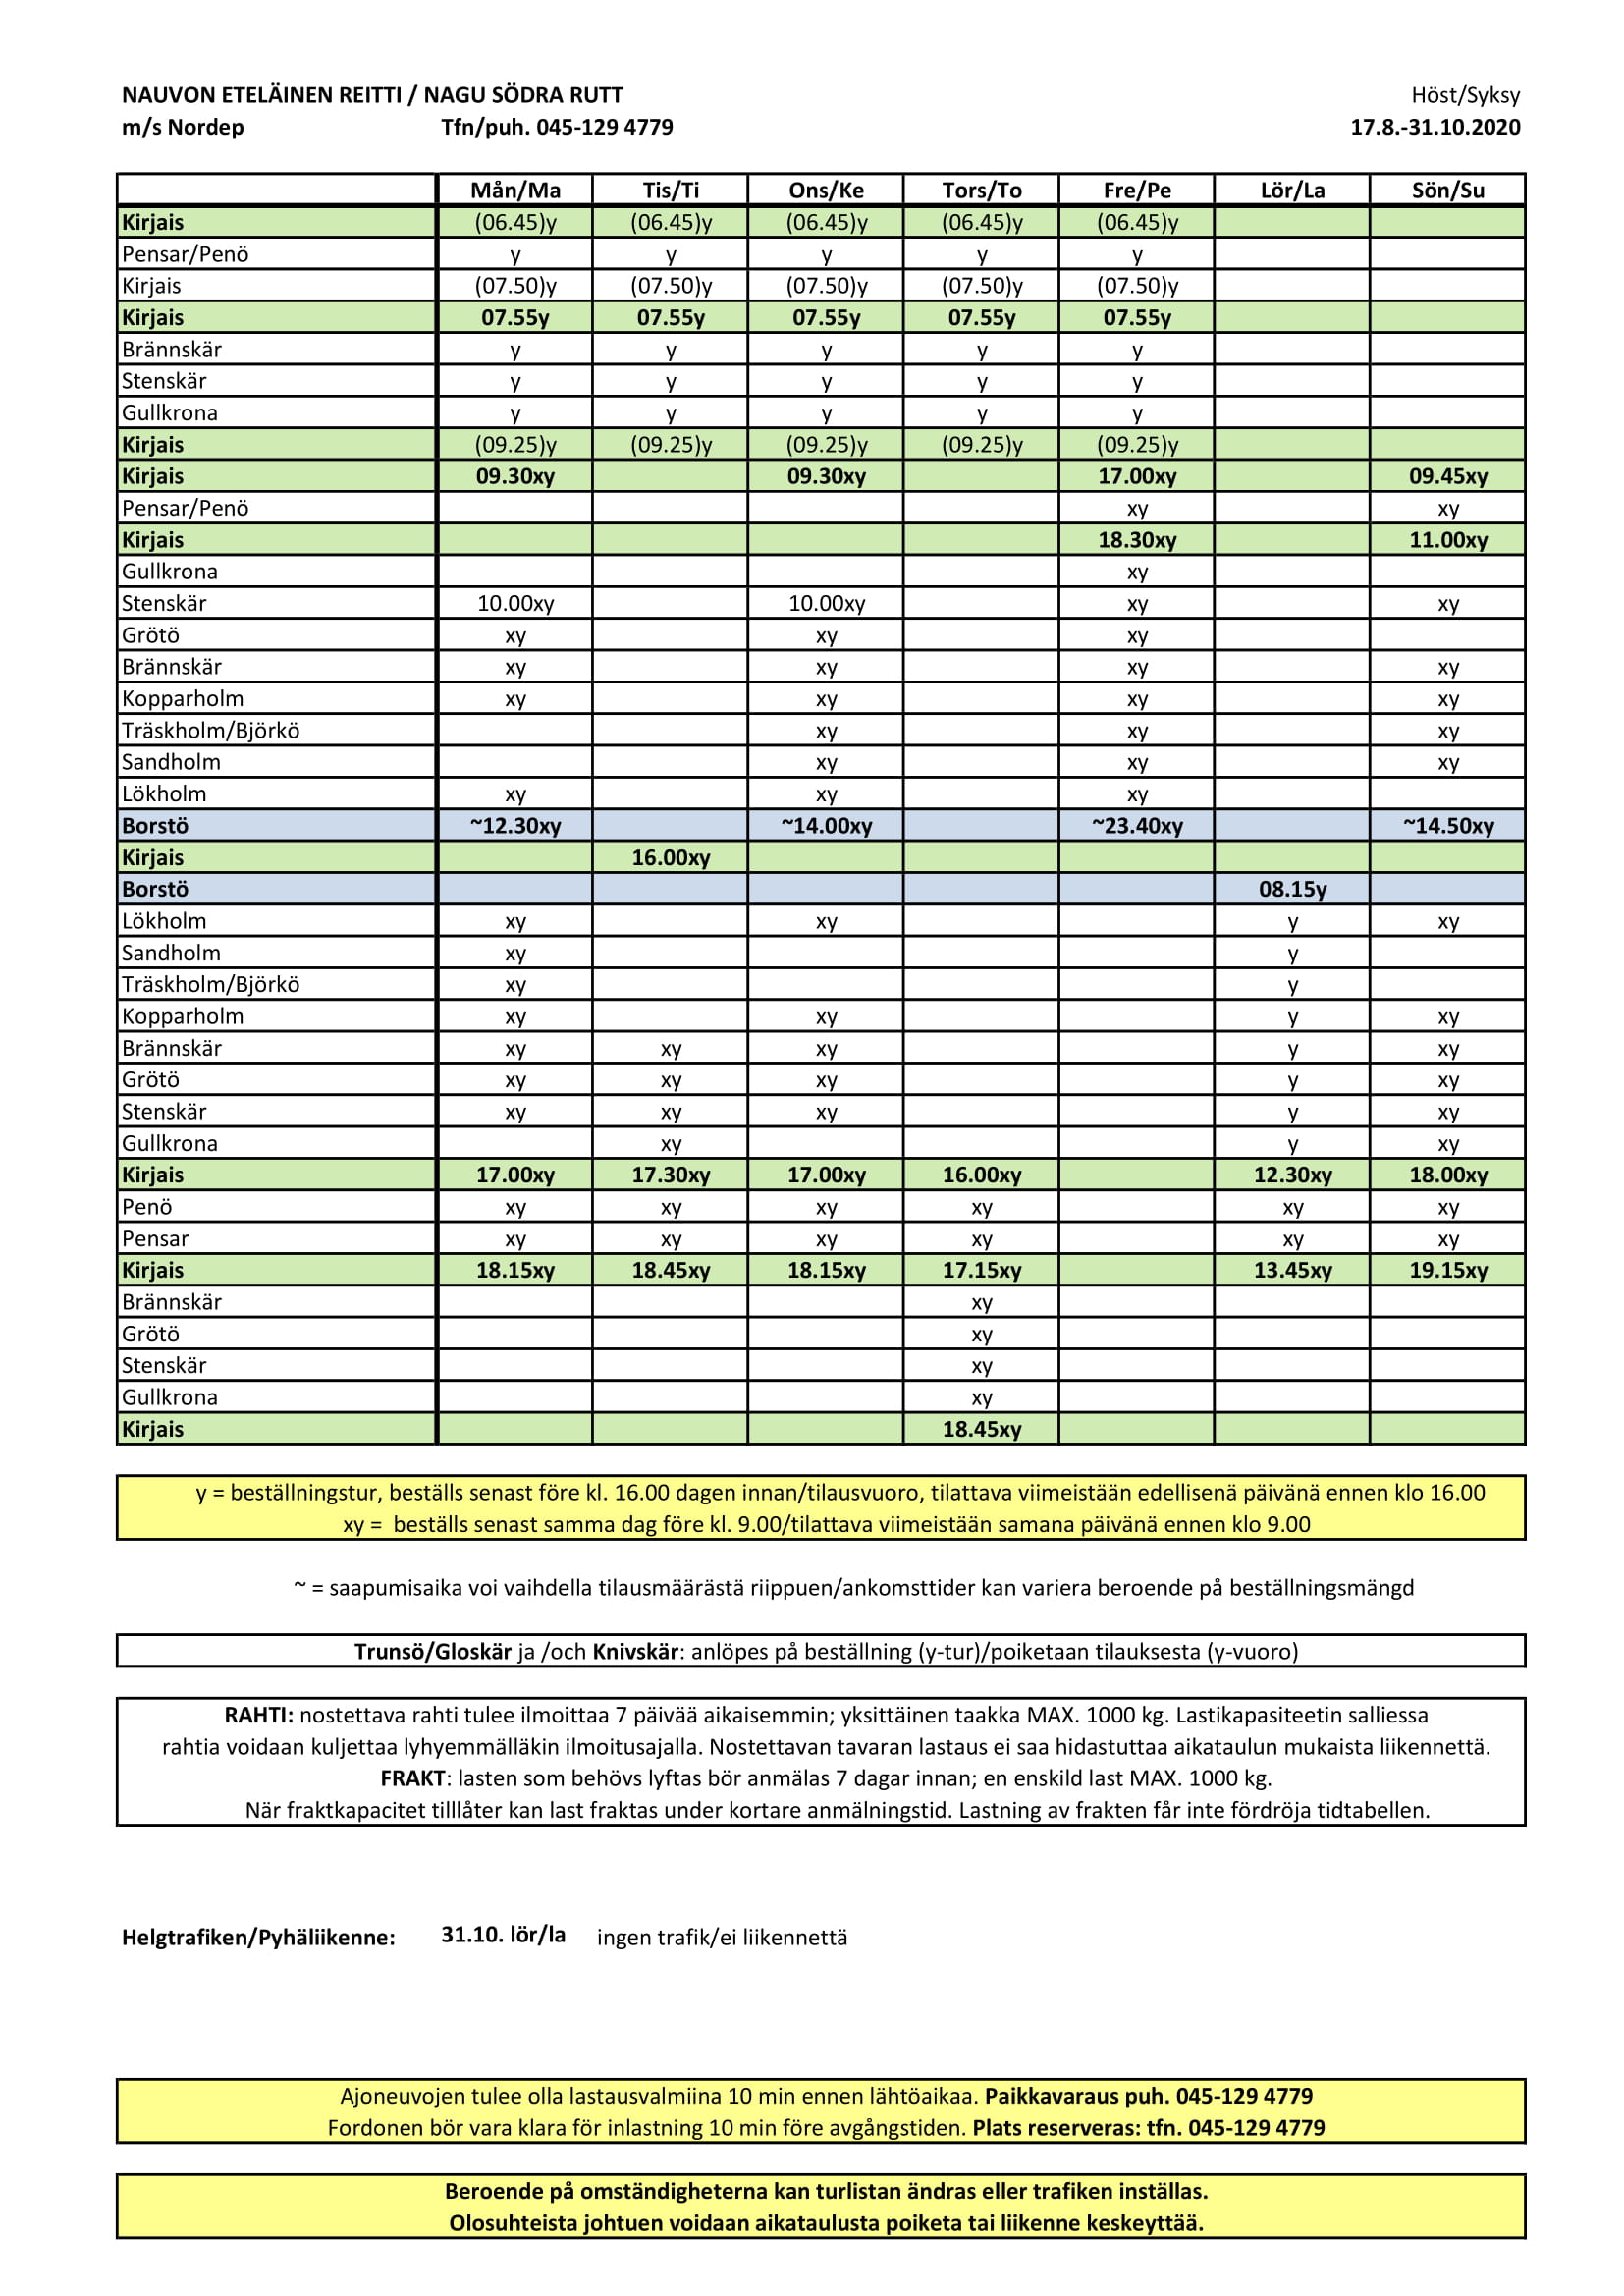 NAUVON ETELÄINEN REITTI / NAGU SÖDRA RUTT Höst/Syksy
m/s Nordep Tfn/puh. 045-129 4779 17.8.-31.10.2020
Mån/Ma Tis/Ti Ons/Ke Tors/To Fre/Pe Lör/La Sön/Su
Kirjais (06.45)y (06.45)y (06.45)y (06.45)y (06.45)y
Pensar/Penö y y y y y
Kirjais (07.50)y (07.50)y (07.50)y (07.50)y (07.50)y
Kirjais 07.55y 07.55y 07.55y 07.55y 07.55y
Brännskär y y y y y
Stenskär y y y y y
Gullkrona y y y y y
Kirjais (09.25)y (09.25)y (09.25)y (09.25)y (09.25)y
Kirjais 09.30xy 09.30xy 17.00xy 09.45xy
Pensar/Penö xy xy
Kirjais 18.30xy 11.00xy
Gullkrona xy
Stenskär 10.00xy 10.00xy xy xy
Grötö xy xy xy
Brännskär xy xy xy xy
Kopparholm xy xy xy xy
Träskholm/Björkö xy xy xy
Sandholm xy xy xy
Lökholm xy xy xy
Borstö ~12.30xy ~14.00xy ~23.40xy ~14.50xy
Kirjais 16.00xy
Borstö 08.15y
Lökholm xy xy y xy
Sandholm xy y
Träskholm/Björkö xy y
Kopparholm xy xy y xy
Brännskär xy xy xy y xy
Grötö xy xy xy y xy
Stenskär xy xy xy y xy
Gullkrona xy y xy
Kirjais 17.00xy 17.30xy 17.00xy 16.00xy 12.30xy 18.00xy
Penö xy xy xy xy xy xy
Pensar xy xy xy xy xy xy
Kirjais 18.15xy 18.45xy 18.15xy 17.15xy 13.45xy 19.15xy
Brännskär xy
Grötö xy
Stenskär xy
Gullkrona xy
Kirjais 18.45xy
y = beställningstur, beställs senast före kl. 16.00 dagen innan/tilausvuoro, tilattava viimeistään edellisenä päivänä ennen klo 16.00
xy = beställs senast samma dag före kl. 9.00/tilattava viimeistään samana päivänä ennen klo 9.00
~ = saapumisaika voi vaihdella tilausmäärästä riippuen/ankomsttider kan variera beroende på beställningsmängd
Trunsö/Gloskär ja /och Knivskär: anlöpes på beställning (y-tur)/poiketaan tilauksesta (y-vuoro)
RAHTI: nostettava rahti tulee ilmoittaa 7 päivää aikaisemmin; yksittäinen taakka MAX. 1000 kg. Lastikapasiteetin salliessa
rahtia voidaan kuljettaa lyhyemmälläkin ilmoitusajalla. Nostettavan tavaran lastaus ei saa hidastuttaa aikataulun mukaista liikennettä.
FRAKT: lasten som behövs lyftas bör anmälas 7 dagar innan; en enskild last MAX. 1000 kg.
När fraktkapacitet tilllåter kan last fraktas under kortare anmälningstid. Lastning av frakten får inte fördröja tidtabellen.
Helgtrafiken/Pyhäliikenne: 31.10. lör/la ingen trafik/ei liikennettä
Ajoneuvojen tulee olla lastausvalmiina 10 min ennen lähtöaikaa. Paikkavaraus puh. 045-129 4779
Fordonen bör vara klara för inlastning 10 min före avgångstiden. Plats reserveras: tfn. 045-129 4779
Beroende på omständigheterna kan turlistan ändras eller trafiken inställas.
Olosuhteista johtuen voidaan aikataulusta poiketa tai liikenne keskeyttää.